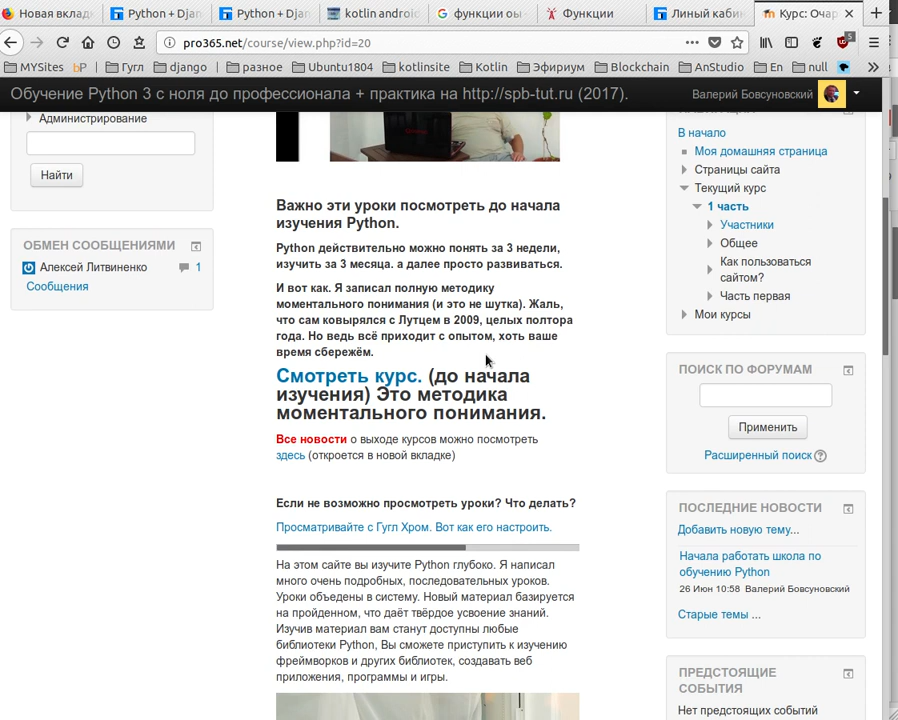 Новая вклад
Python + Djan
Python + Djan
kotlin android
функции оы -
Функции
Линый кабин
Курс: Очар
pro365.net/course/view.php?id=20
5
MYSites
bP
Гугл
django
разное
Ubuntu1804
kotlinsite
Kotlin
Эфириум
Blockchain
AnStudio
En
null
Обучение Python 3 с ноля до профессионала + практика на http://spb-tut.ru (2017).
Валерий Бовсуновский
Администрирование
Найти
ОБМЕН СООБЩЕНИЯМИ
Алексей Литвиненко
1
Сообщения
Важно эти уроки посмотреть до начала
изучения Python.
Python действительно можно понять за 3 недели,
изучить за 3 месяца. а далее просто развиваться.
И вот как. Я записал полную методику
моментального понимания (и это не шутка). Жаль,
что сам ковырялся с Лутцем в 2009, целых полтора
года. Но ведь всё приходит с опытом, хоть ваше
время сбережём.
Смотреть курс. (до начала
изучения) Это методика
моментального понимания.
Все новости о выходе курсов можно посмотреть
здесь (откроется в новой вкладке)
Если не возможно просмотреть уроки? Что делать?
Просматривайте с Гугл Хром. Вот как его настроить.
На этом сайте вы изучите Python глубоко. Я написал
много очень подробных, последовательных уроков.
Уроки объедены в систему. Новый материал базируется
на пройденном, что даёт твёрдое усвоение знаний.
Изучив материал вам станут доступны любые
библиотеки Python, Вы сможете приступить к изучению
фреймворков и других библиотек, создавать веб
приложения, программы и игры.
В начало
Моя домашняя страница
Страницы сайта
Текущий курс
1 часть
Участники
Общее
Как пользоваться
сайтом?
Часть первая
Мои курсы
ПОИСК ПО ФОРУМАМ
Применить
Расширенный поиск
ПОСЛЕДНИЕ НОВОСТИ
Добавить новую тему...
Начала работать школа по
обучению Python
26 Июн 10:58 Валерий Бовсуновский
Старые темы ...
ПРЕДСТОЯЩИЕ
СОБЫТИЯ
Нет предстоящих событий